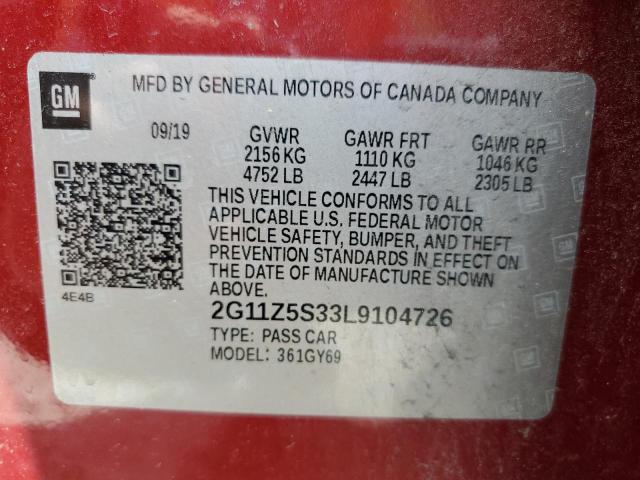 GM
MFD BY GENERAL MOTORS OF CANADA COMPANY
09/19 GVWR GAWR FRT GAWR RR
2156 KG 1110 KG 1046 KG
4752 LB 2447 LB 2305 LB
THIS VEHICLE CONFORMS TO ALL
APPLICABLE U.S. FEDERAL MOTOR
VEHICLE SAFETY, BUMPER, AND THEFT
PREVENTION STANDARDS IN EFFECT ON
THE DATE OF MANUFACTURE SHOWN
ABOVE.
4E4B
2G11Z5S33L9104726
TYPE: PASS CAR
MODEL: 361GY69